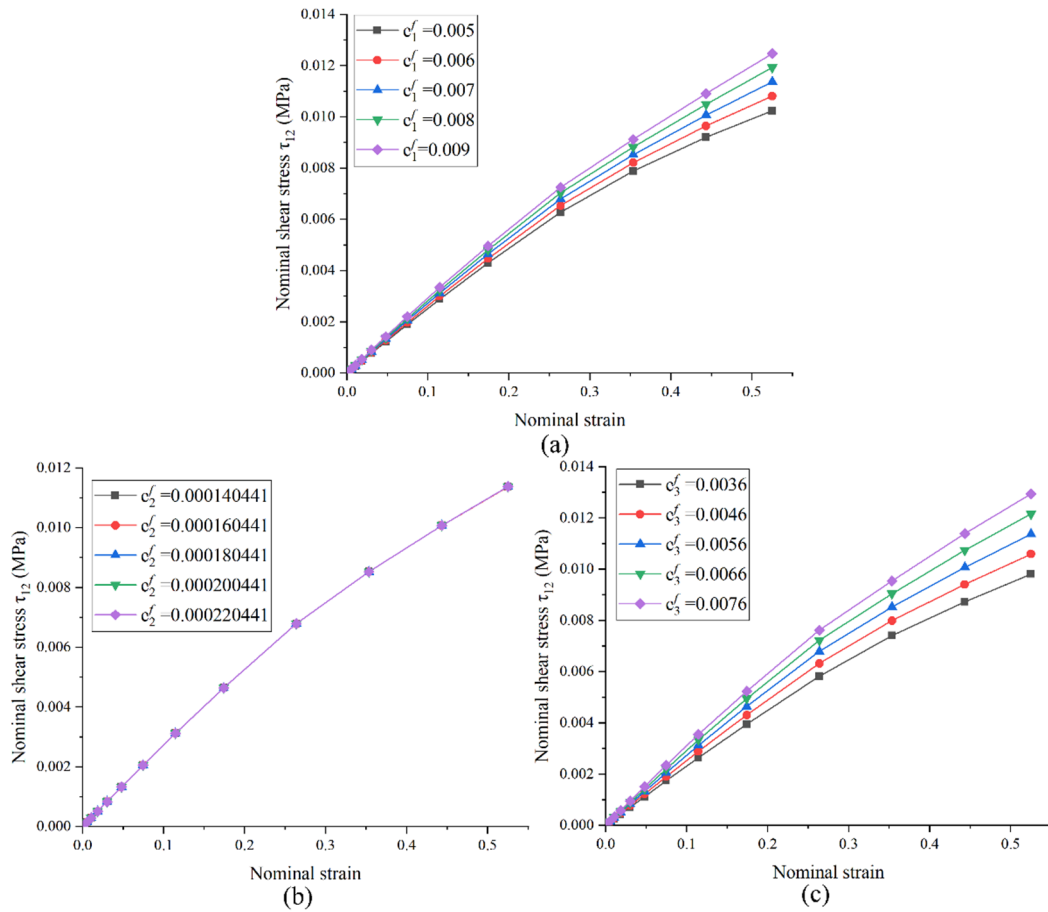 0.014
0.012
0.010
0.008
0.006
0.004
0.002
0.000
Nominal shear stress τ₁₂ (MPa)
c₁ᶠ =0.005
c₁ᶠ =0.006
c₁ᶠ =0.007
c₁ᶠ =0.008
c₁ᶠ=0.009
0.0 0.1 0.2 0.3 0.4 0.5
Nominal strain
(a)
0.012
0.010
0.008
0.006
0.004
0.002
0.000
Nominal shear stress τ₁₂ (MPa)
c₂ᶠ =0.000140441
c₂ᶠ =0.000160441
c₂ᶠ =0.000180441
c₂ᶠ =0.000200441
c₂ᶠ =0.000220441
0.0 0.1 0.2 0.3 0.4 0.5
Nominal strain
(b)
0.014
0.012
0.010
0.008
0.006
0.004
0.002
0.000
Nominal shear stress τ₁₂ (MPa)
c₃ᶠ =0.0036
c₃ᶠ =0.0046
c₃ᶠ =0.0056
c₃ᶠ =0.0066
c₃ᶠ =0.0076
0.0 0.1 0.2 0.3 0.4 0.5
Nominal strain
(c)